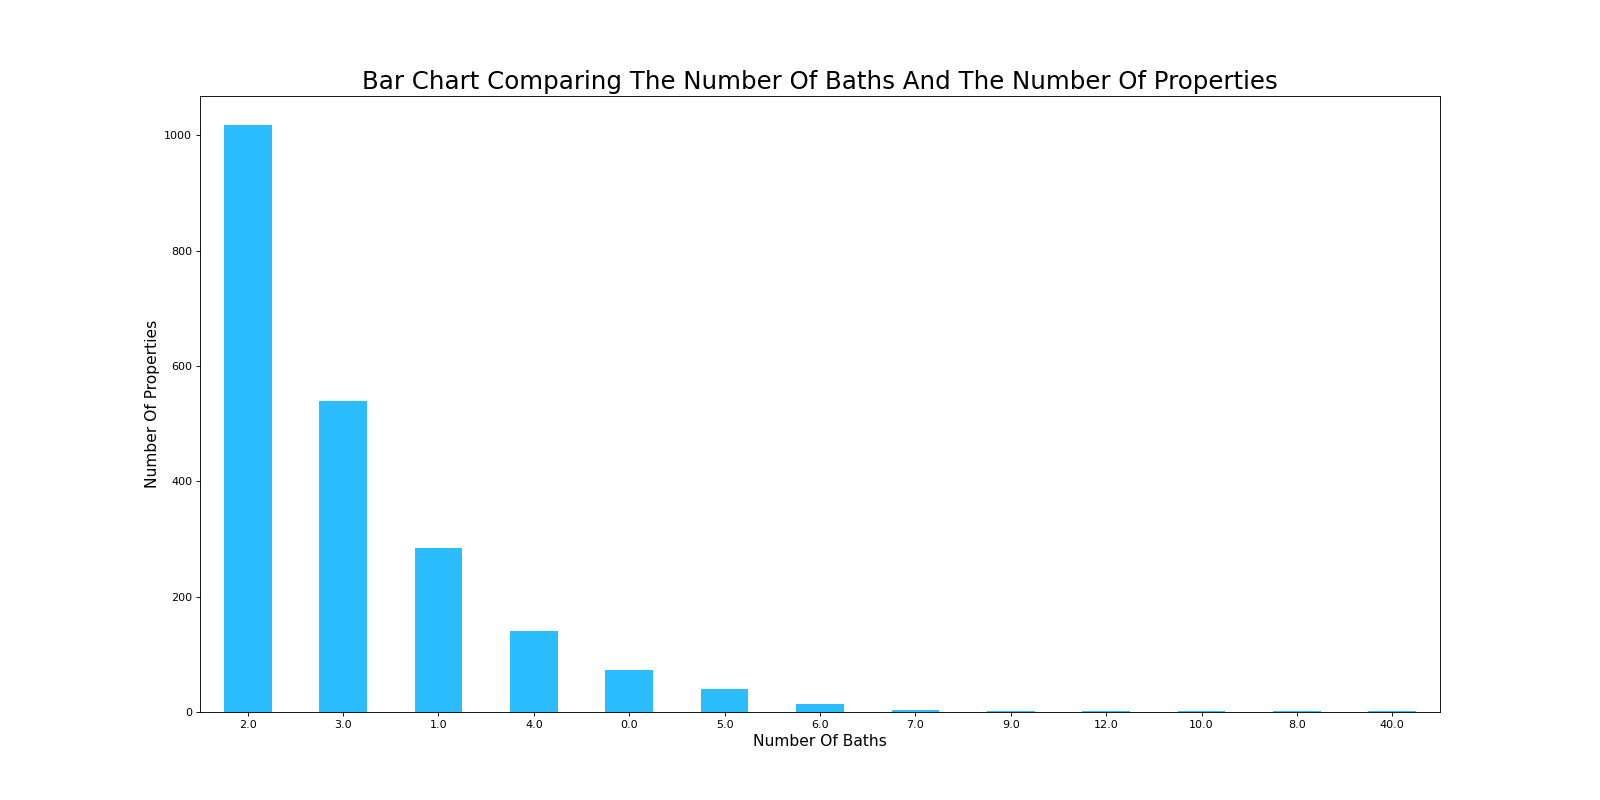 Bar Chart Comparing The Number Of Baths And The Number Of Properties
Number Of Properties
1000
800
600
400
200
0
2.0 3.0 1.0 4.0 0.0 5.0 6.0 7.0 9.0 12.0 10.0 8.0 40.0
Number Of Baths